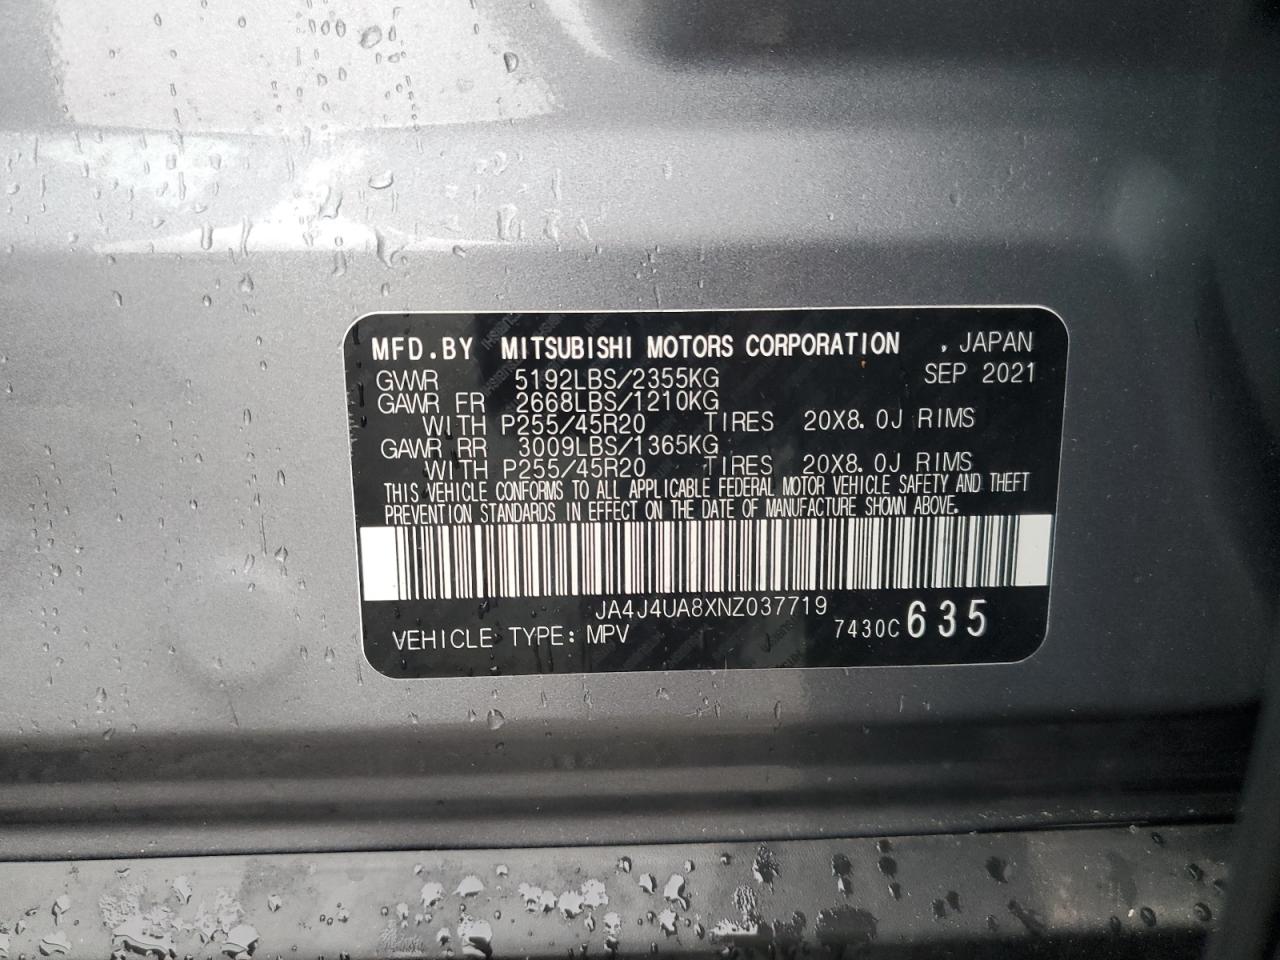 MFD.BY MITSUBISHI MOTORS CORPORATION , JAPAN
GVWR 5192LBS/2355KG SEP 2021
GAWR FR 2668LBS/1210KG
WITH P255/45R20 TIRES 20X8.0J RIMS
GAWR RR 3009LBS/1365KG
WITH P255/45R20 TIRES 20X8.0J RIMS
THIS VEHICLE CONFORMS TO ALL APPLICABLE FEDERAL MOTOR VEHICLE SAFETY AND THEFT
PREVENTION STANDARDS IN EFFECT ON THE DATE OF MANUFACTURE SHOWN ABOVE.
JA4J4UA8XNZ037719
VEHICLE TYPE: MPV 7430C 635